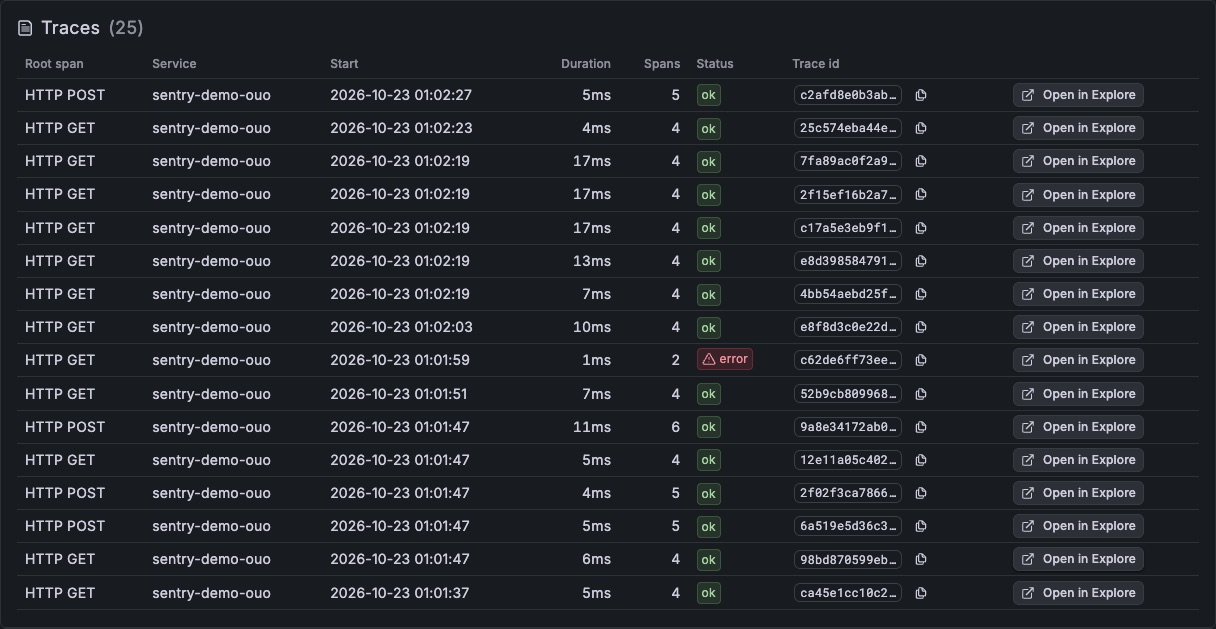 Traces (25)
Root span Service Start Duration Spans Status Trace id
HTTP POST sentry-demo-ouo 2026-10-23 01:02:27 5ms 5 ok c2afd8e0b3ab… Open in Explore
HTTP GET sentry-demo-ouo 2026-10-23 01:02:23 4ms 4 ok 25c574eba44e… Open in Explore
HTTP GET sentry-demo-ouo 2026-10-23 01:02:19 17ms 4 ok 7fa89ac0f2a9… Open in Explore
HTTP GET sentry-demo-ouo 2026-10-23 01:02:19 17ms 4 ok 2f15ef16b2a7… Open in Explore
HTTP GET sentry-demo-ouo 2026-10-23 01:02:19 17ms 4 ok c17a5e3eb9f1… Open in Explore
HTTP GET sentry-demo-ouo 2026-10-23 01:02:19 13ms 4 ok e8d398584791… Open in Explore
HTTP GET sentry-demo-ouo 2026-10-23 01:02:19 7ms 4 ok 4bb54aebd25f… Open in Explore
HTTP GET sentry-demo-ouo 2026-10-23 01:02:03 10ms 4 ok e8f8d3c0e22d… Open in Explore
HTTP GET sentry-demo-ouo 2026-10-23 01:01:59 1ms 2 error c62de6ff73ee… Open in Explore
HTTP GET sentry-demo-ouo 2026-10-23 01:01:51 7ms 4 ok 52b9cb809968… Open in Explore
HTTP POST sentry-demo-ouo 2026-10-23 01:01:47 11ms 6 ok 9a8e34172ab0… Open in Explore
HTTP GET sentry-demo-ouo 2026-10-23 01:01:47 5ms 4 ok 12e11a05c402… Open in Explore
HTTP POST sentry-demo-ouo 2026-10-23 01:01:47 4ms 5 ok 2f02f3ca7866… Open in Explore
HTTP POST sentry-demo-ouo 2026-10-23 01:01:47 5ms 5 ok 6a519e5d36c3… Open in Explore
HTTP GET sentry-demo-ouo 2026-10-23 01:01:47 6ms 4 ok 98bd870599eb… Open in Explore
HTTP GET sentry-demo-ouo 2026-10-23 01:01:37 5ms 4 ok ca45e1cc10c2… Open in Explore